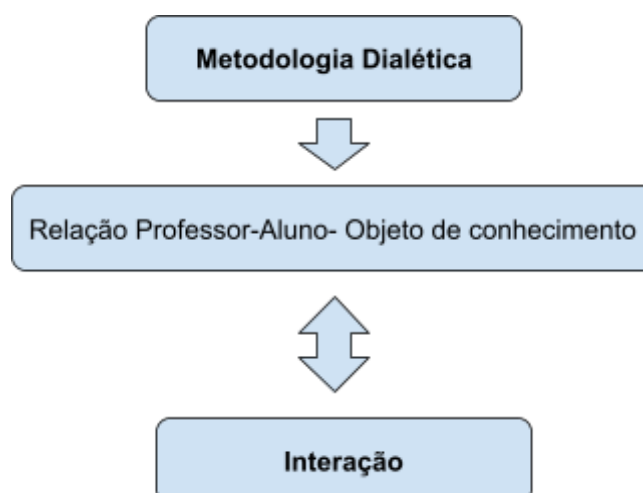 Metodologia Dialética
Relação Professor-Aluno- Objeto de conhecimento
Interação